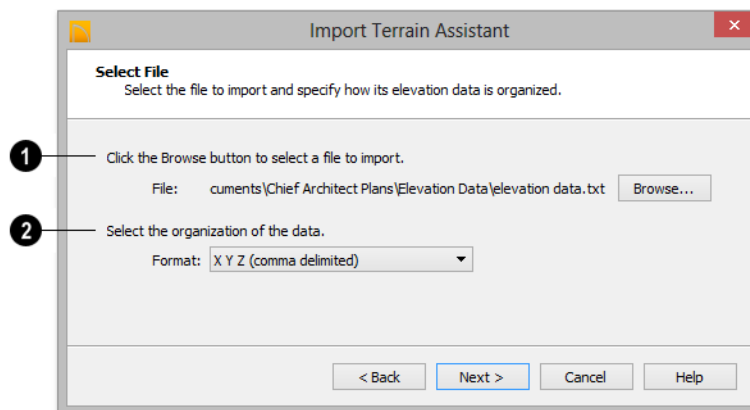 Import Terrain Assistant
Select File
Select the file to import and specify how its elevation data is organized.
1 Click the Browse button to select a file to import.
File: cuments\Chief Architect Plans\Elevation Data\elevation data.txt Browse...
2 Select the organization of the data.
Format: X Y Z (comma delimited)
< Back Next > Cancel Help